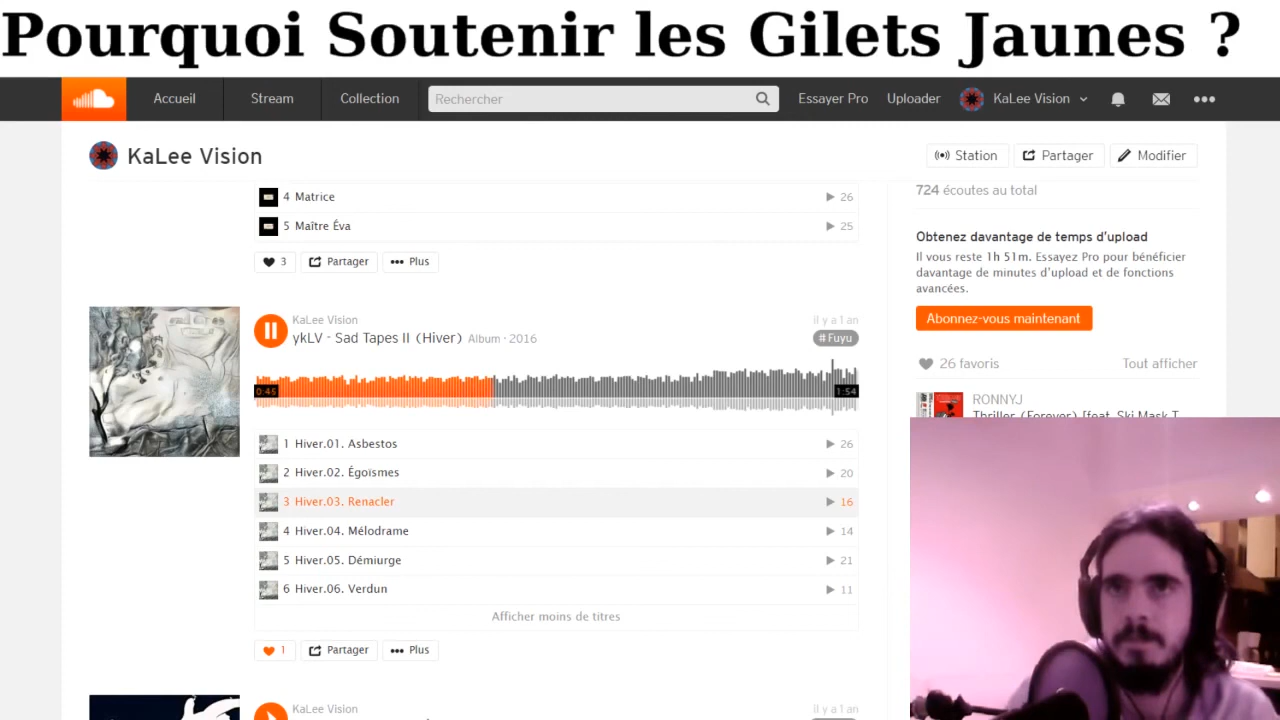 Pourquoi Soutenir les Gilets Jaunes ?
Accueil
Stream
Collection
Rechercher
Essayer Pro
Uploader
KaLee Vision
KaLee Vision
Station
Partager
Modifier
4 Matrice
26
5 Maître Éva
25
3
Partager
Plus
724 écoutes au total
Obtenez davantage de temps d'upload
Il vous reste 1h 51m. Essayez Pro pour bénéficier
davantage de minutes d'upload et de fonctions
avancées.
Abonnez-vous maintenant
26 favoris
Tout afficher
RONNYJ
Thriller (Forever) [feat. Ski Mask T
KaLee Vision
il y a 1 an
ykLV - Sad Tapes II (Hiver) Album · 2016
# Fuyu
0:45
1:54
1 Hiver.01. Asbestos
26
2 Hiver.02. Égoïsmes
20
3 Hiver.03. Renacler
16
4 Hiver.04. Mélodrame
14
5 Hiver.05. Démiurge
21
6 Hiver.06. Verdun
11
Afficher moins de titres
1
Partager
Plus
KaLee Vision
il y a 1 an